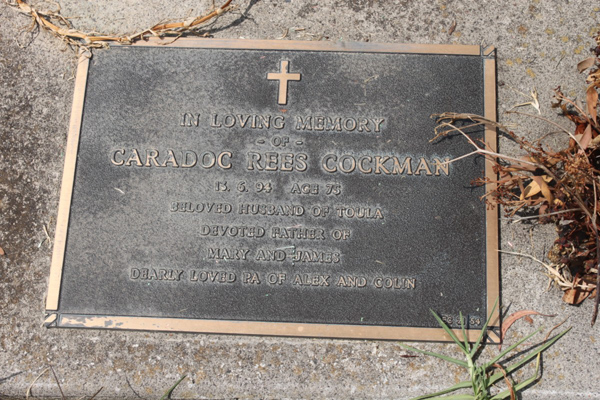 IN LOVING MEMORY
- OF -
CARADOC REES COCKMAN
13. 6. 94 AGE 73
BELOVED HUSBAND OF TOULA
DEVOTED FATHER OF
MARY AND JAMES
DEARLY LOVED PA OF ALEX AND COLIN